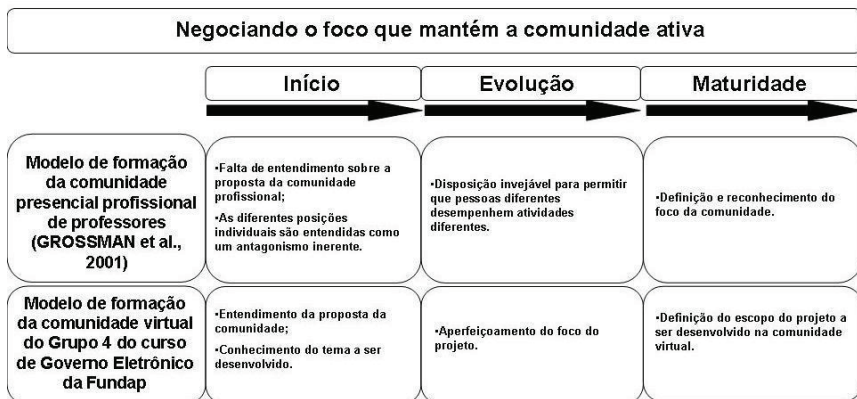 Negociando o foco que mantém a comunidade ativa
Início
Evolução
Maturidade
Modelo de formação
da comunidade
presencial profissional
de professores
(GROSSMAN et al.,
2001)
•Falta de entendimento sobre a
proposta da comunidade
profissional;
•As diferentes posições
individuais são entendidas como
um antagonismo inerente.
•Disposição invejável para permitir
que pessoas diferentes
desempenhem atividades
diferentes.
•Definição e reconhecimento do
foco da comunidade.
Modelo de formação
da comunidade virtual
do Grupo 4 do curso
de Governo Eletrônico
da Fundap
•Entendimento da proposta da
comunidade;
•Conhecimento do tema a ser
desenvolvido.
•Aperfeiçoamento do foco do
projeto.
•Definição do escopo do projeto a
ser desenvolvido na comunidade
virtual.